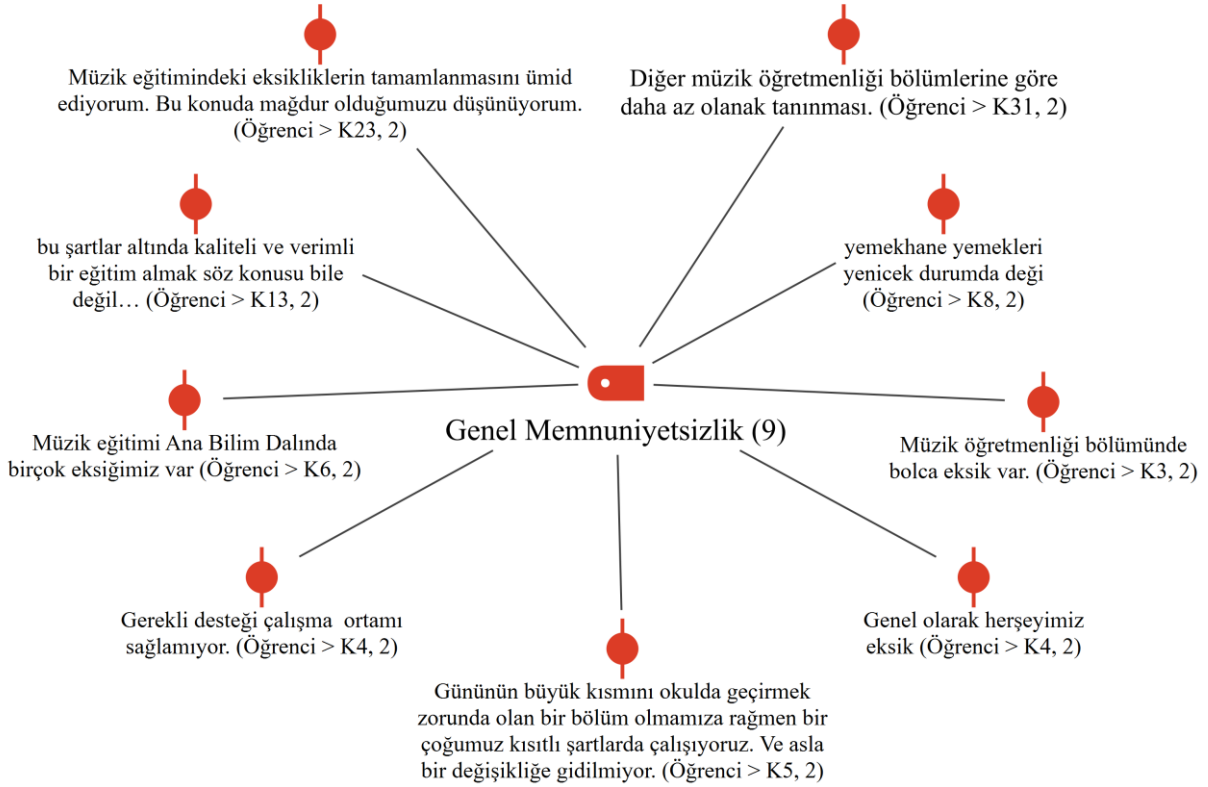 Müzik eğitimindeki eksikliklerin tamamlanmasını ümid
ediyorum. Bu konuda mağdur olduğumuzu düşünüyorum.
(Öğrenci > K23, 2)
Diğer müzik öğretmenliği bölümlerine göre
daha az olanak tanınması. (Öğrenci > K31, 2)
bu şartlar altında kaliteli ve verimli
bir eğitim almak söz konusu bile
değil… (Öğrenci > K13, 2)
yemekhane yemekleri
yenicek durumda deği
(Öğrenci > K8, 2)
Genel Memnuniyetsizlik (9)
Müzik eğitimi Ana Bilim Dalında
birçok eksiğimiz var (Öğrenci > K6, 2)
Müzik öğretmenliği bölümünde
bolca eksik var. (Öğrenci > K3, 2)
Gerekli desteği çalışma  ortamı
sağlamıyor. (Öğrenci > K4, 2)
Genel olarak herşeyimiz
eksik (Öğrenci > K4, 2)
Gününün büyük kısmını okulda geçirmek
zorunda olan bir bölüm olmamıza rağmen bir
çoğumuz kısıtlı şartlarda çalışıyoruz. Ve asla
bir değişikliğe gidilmiyor. (Öğrenci > K5, 2)